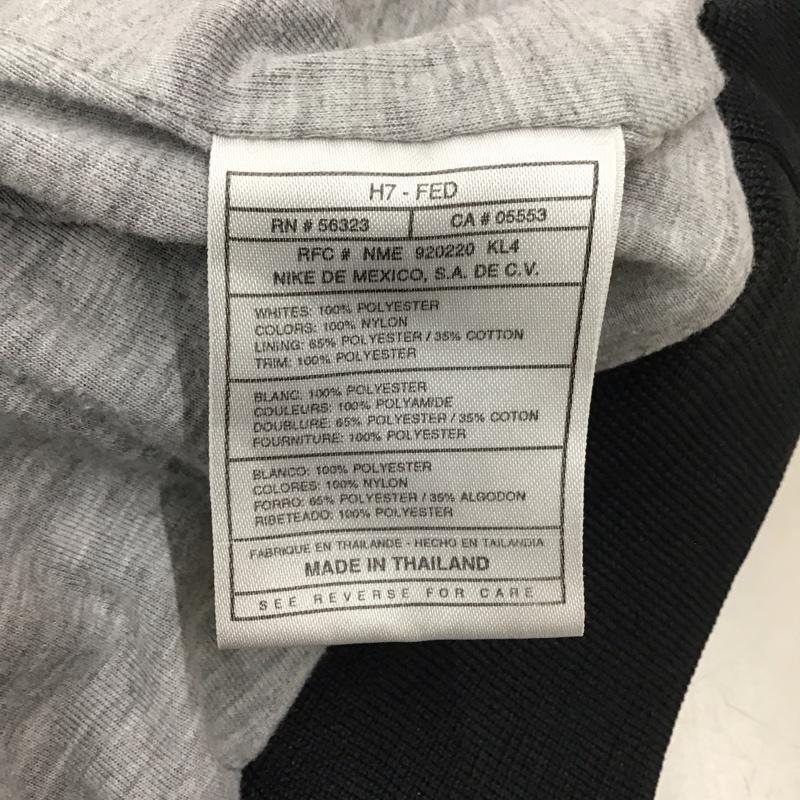 H7 - FED
RN # 56323 CA # 05553
RFC # NME 920220 KL4
NIKE DE MEXICO, S.A. DE C.V.
WHITES: 100% POLYESTER
COLORS: 100% NYLON
LINING: 65% POLYESTER / 35% COTTON
TRIM: 100% POLYESTER
BLANC: 100% POLYESTER
COULEURS: 100% POLYAMIDE
DOUBLURE: 65% POLYESTER / 35% COTON
FOURNITURE: 100% POLYESTER
BLANCO: 100% POLYESTER
COLORES: 100% NYLON
FORRO: 65% POLYESTER / 35% ALGODON
RIBETEADO: 100% POLYESTER
FABRIQUE EN THAILANDE - HECHO EN TAILANDIA
MADE IN THAILAND
SEE REVERSE FOR CARE